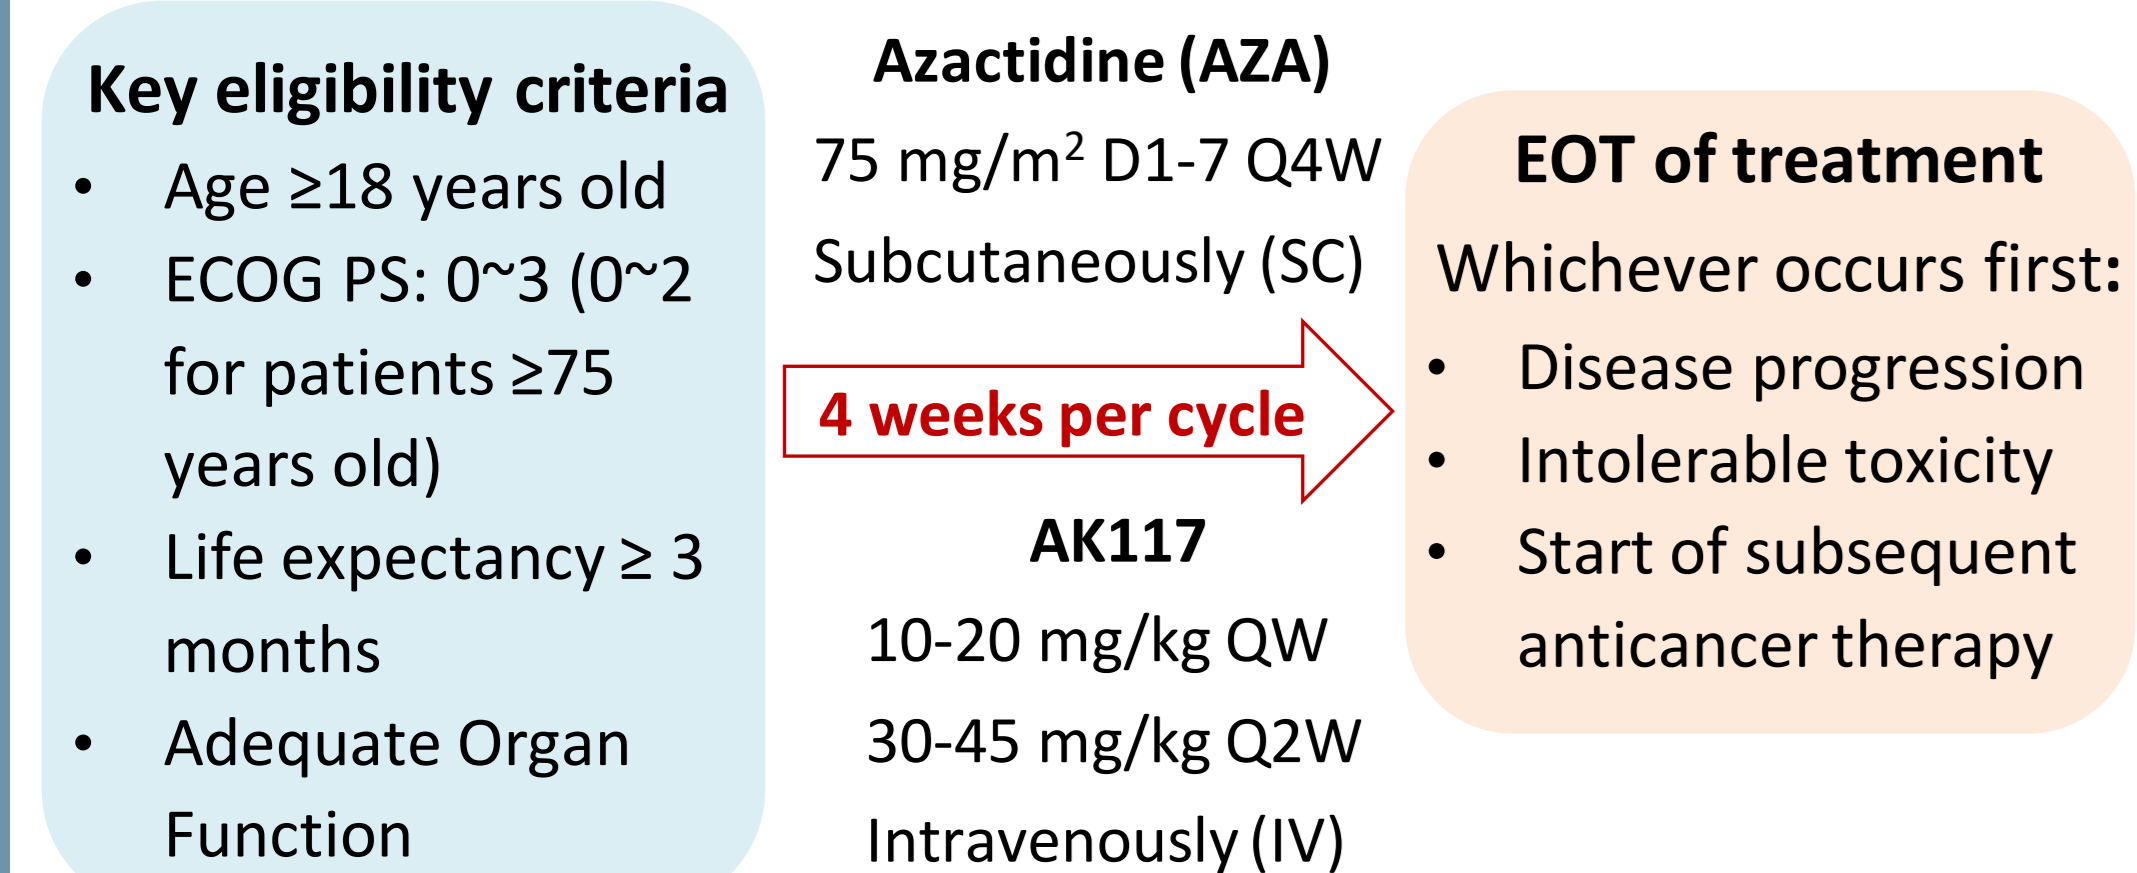 Key eligibility criteria
• Age ≥18 years old
• ECOG PS: 0~3 (0~2
for patients ≥75
years old)
• Life expectancy ≥ 3
months
• Adequate Organ
Function
Azactidine (AZA)
75 mg/m² D1-7 Q4W
Subcutaneously (SC)
4 weeks per cycle
AK117
10-20 mg/kg QW
30-45 mg/kg Q2W
Intravenously (IV)
EOT of treatment
Whichever occurs first:
• Disease progression
• Intolerable toxicity
• Start of subsequent
anticancer therapy